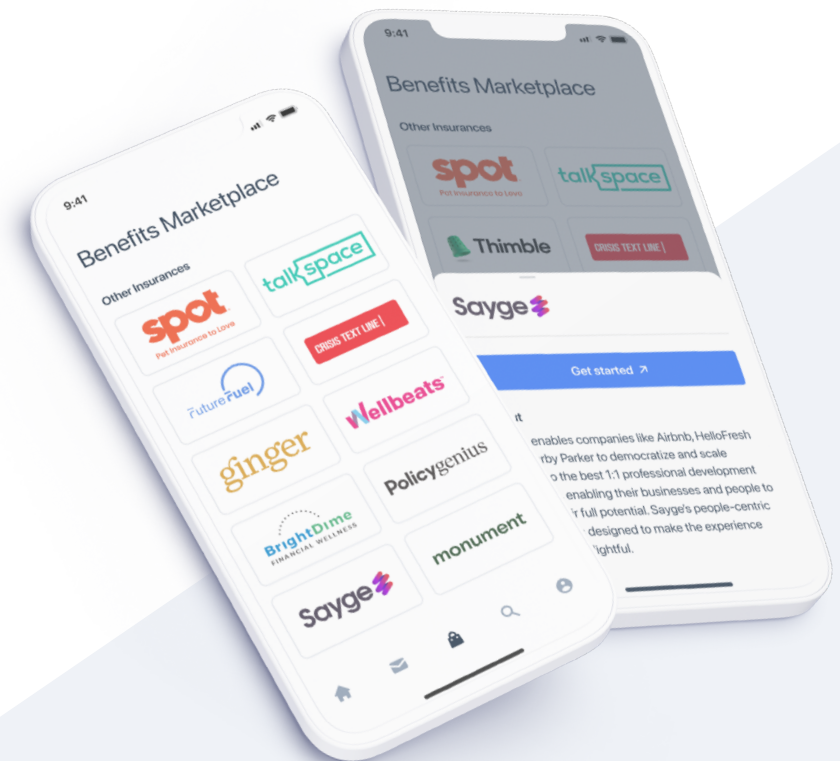 9:41
Benefits Marketplace
Other Insurances
spot
Pet Insurance to Love
talkspace
FutureFuel
CRISIS TEXT LINE|
ginger
Wellbeats
BrightDime
FINANCIAL WELLNESS
Policygenius
Sayge
monument
9:41
Benefits Marketplace
Other Insurances
spot
Pet Insurance to Love
talkspace
Thimble
CRISIS TEXT LINE|
Sayge
Get started ↗
enables companies like Airbnb, HelloFresh
Parker to democratize and scale
the best 1:1 professional development
enabling their businesses and people to
full potential. Sayge's people-centric
designed to make the experience